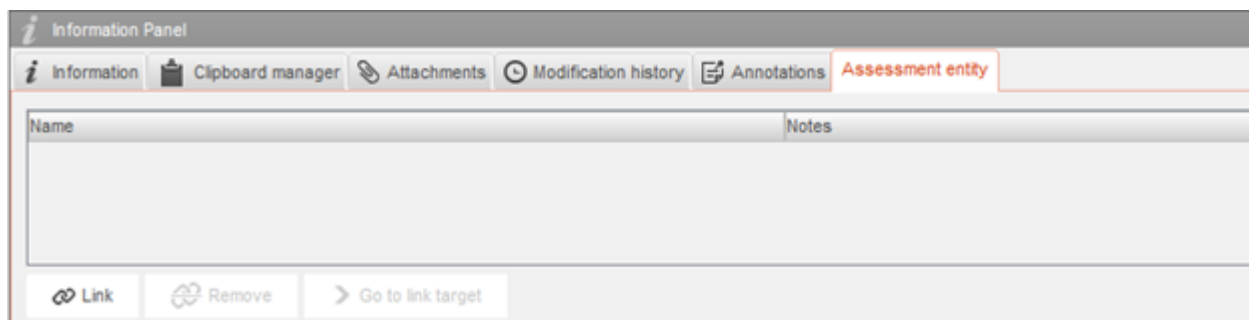 Information Panel
Information Clipboard manager Attachments Modification history Annotations Assessment entity
Name Notes
Link Remove Go to link target